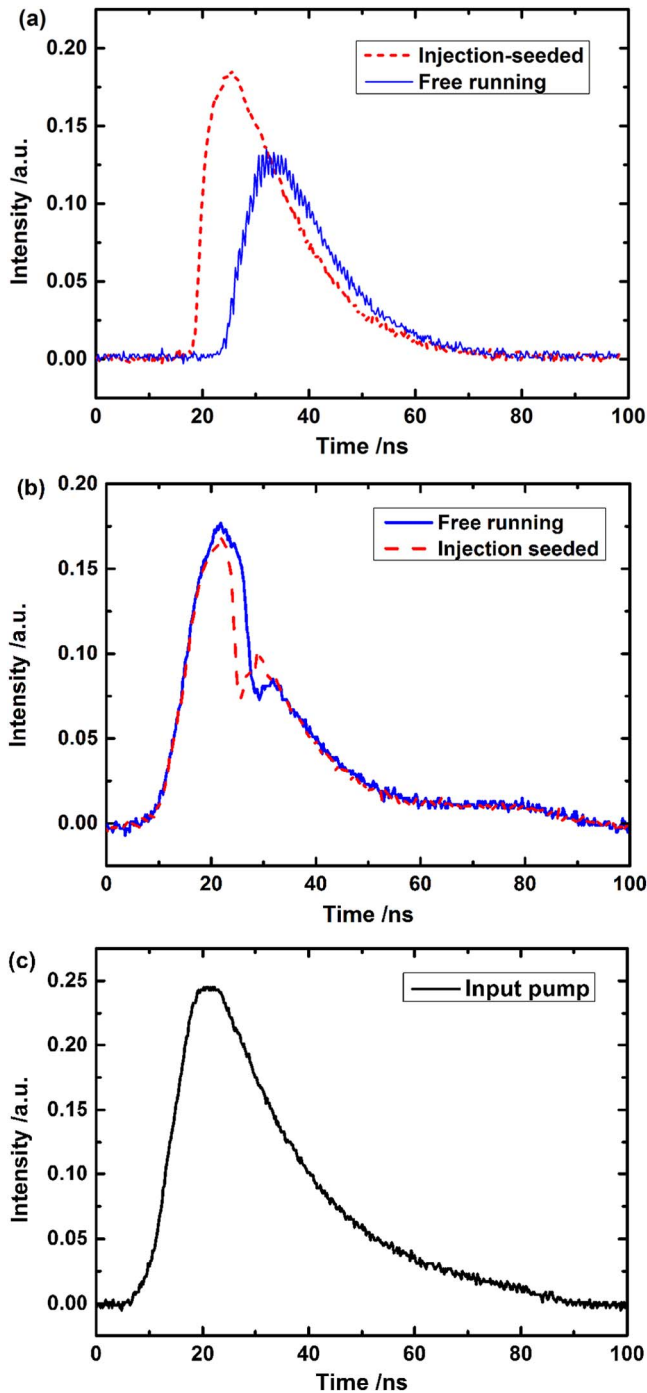 (a)
0.20
Injection-seeded
Free running
0.15
0.10
0.05
0.00
Intensity /a.u.
0 20 40 60 80 100
Time /ns
(b)
0.20
Free running
Injection seeded
0.15
0.10
0.05
0.00
Intensity /a.u.
0 20 40 60 80 100
Time /ns
(c)
Input pump
0.25
0.20
0.15
0.10
0.05
0.00
Intensity /a.u.
0 20 40 60 80 100
Time /ns